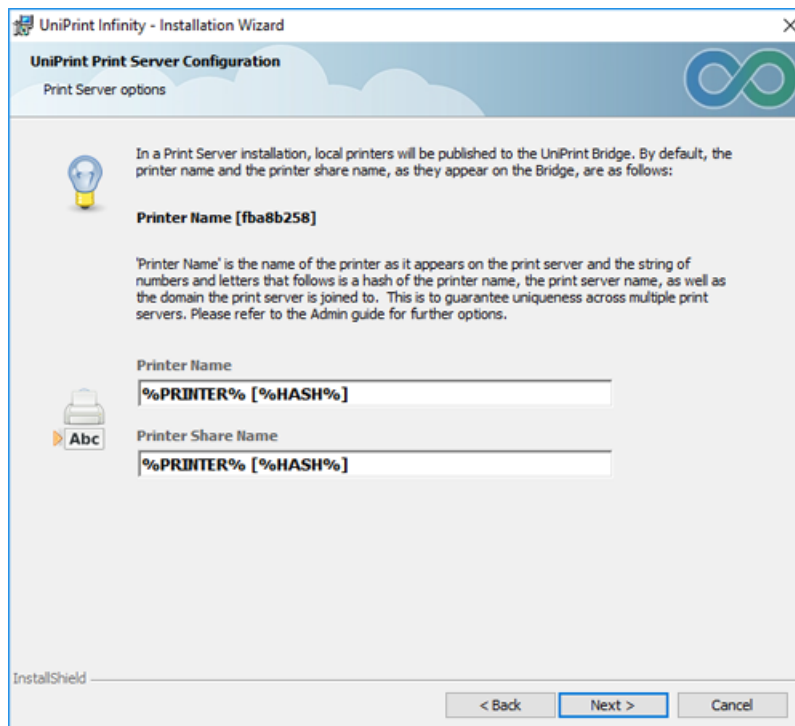 UniPrint Infinity - Installation Wizard
UniPrint Print Server Configuration
Print Server options
In a Print Server installation, local printers will be published to the UniPrint Bridge. By default, the
printer name and the printer share name, as they appear on the Bridge, are as follows:
Printer Name [fba8b258]
'Printer Name' is the name of the printer as it appears on the print server and the string of
numbers and letters that follows is a hash of the printer name, the print server name, as well as
the domain the print server is joined to.  This is to guarantee uniqueness across multiple print
servers. Please refer to the Admin guide for further options.
Printer Name
%PRINTER% [%HASH%]
Abc
Printer Share Name
%PRINTER% [%HASH%]
InstallShield
< Back
Next >
Cancel